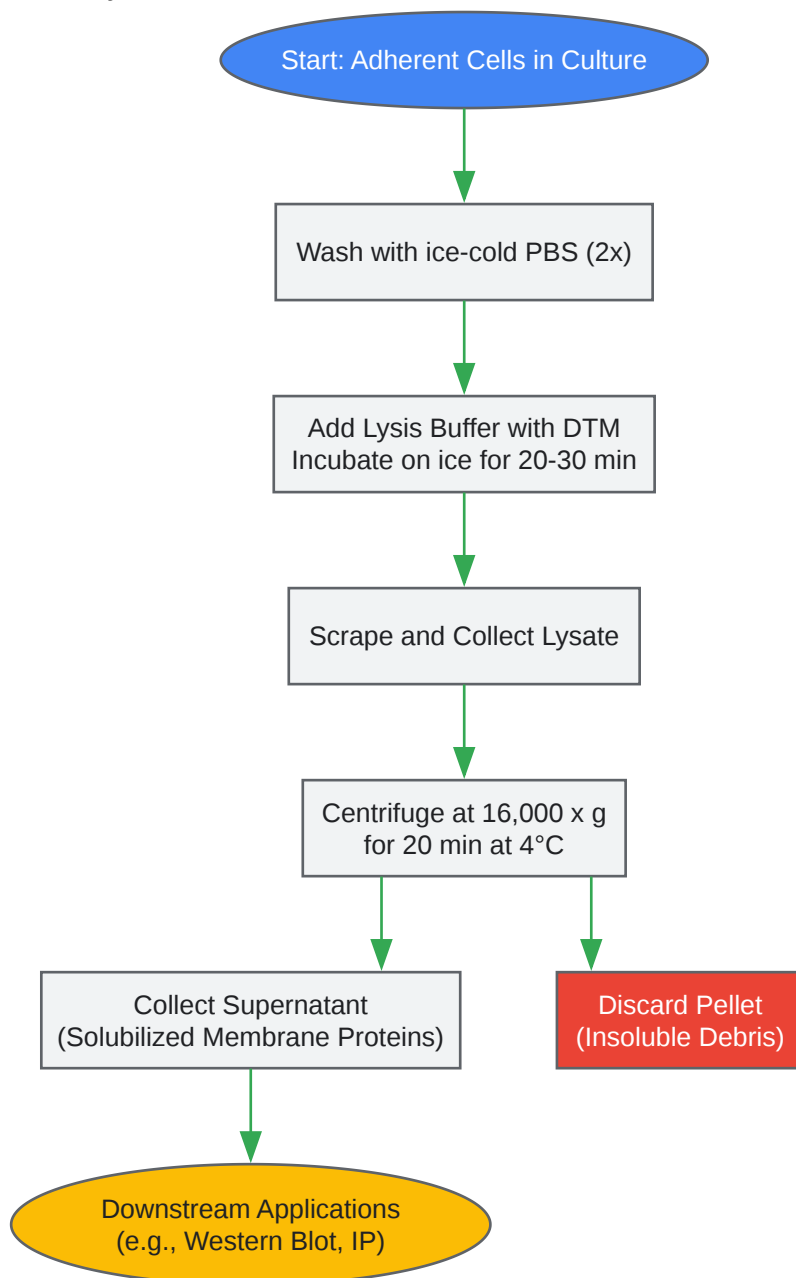 Start: Adherent Cells in Culture
Wash with ice-cold PBS (2x)
Add Lysis Buffer with DTM
Incubate on ice for 20-30 min
Scrape and Collect Lysate
Centrifuge at 16,000 x g
for 20 min at 4°C
Collect Supernatant
(Solubilized Membrane Proteins)
Discard Pellet
(Insoluble Debris)
Downstream Applications
(e.g., Western Blot, IP)